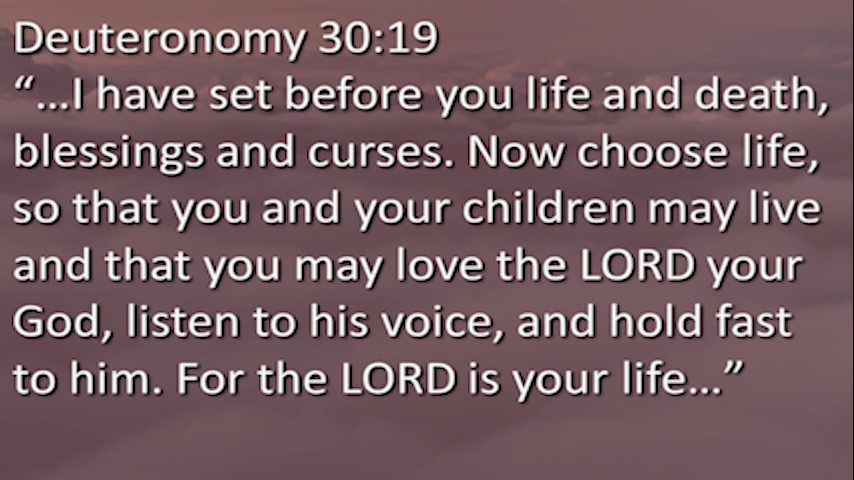 Deuteronomy 30:19
“...I have set before you life and death,
blessings and curses. Now choose life,
so that you and your children may live
and that you may love the LORD your
God, listen to his voice, and hold fast
to him. For the LORD is your life...”